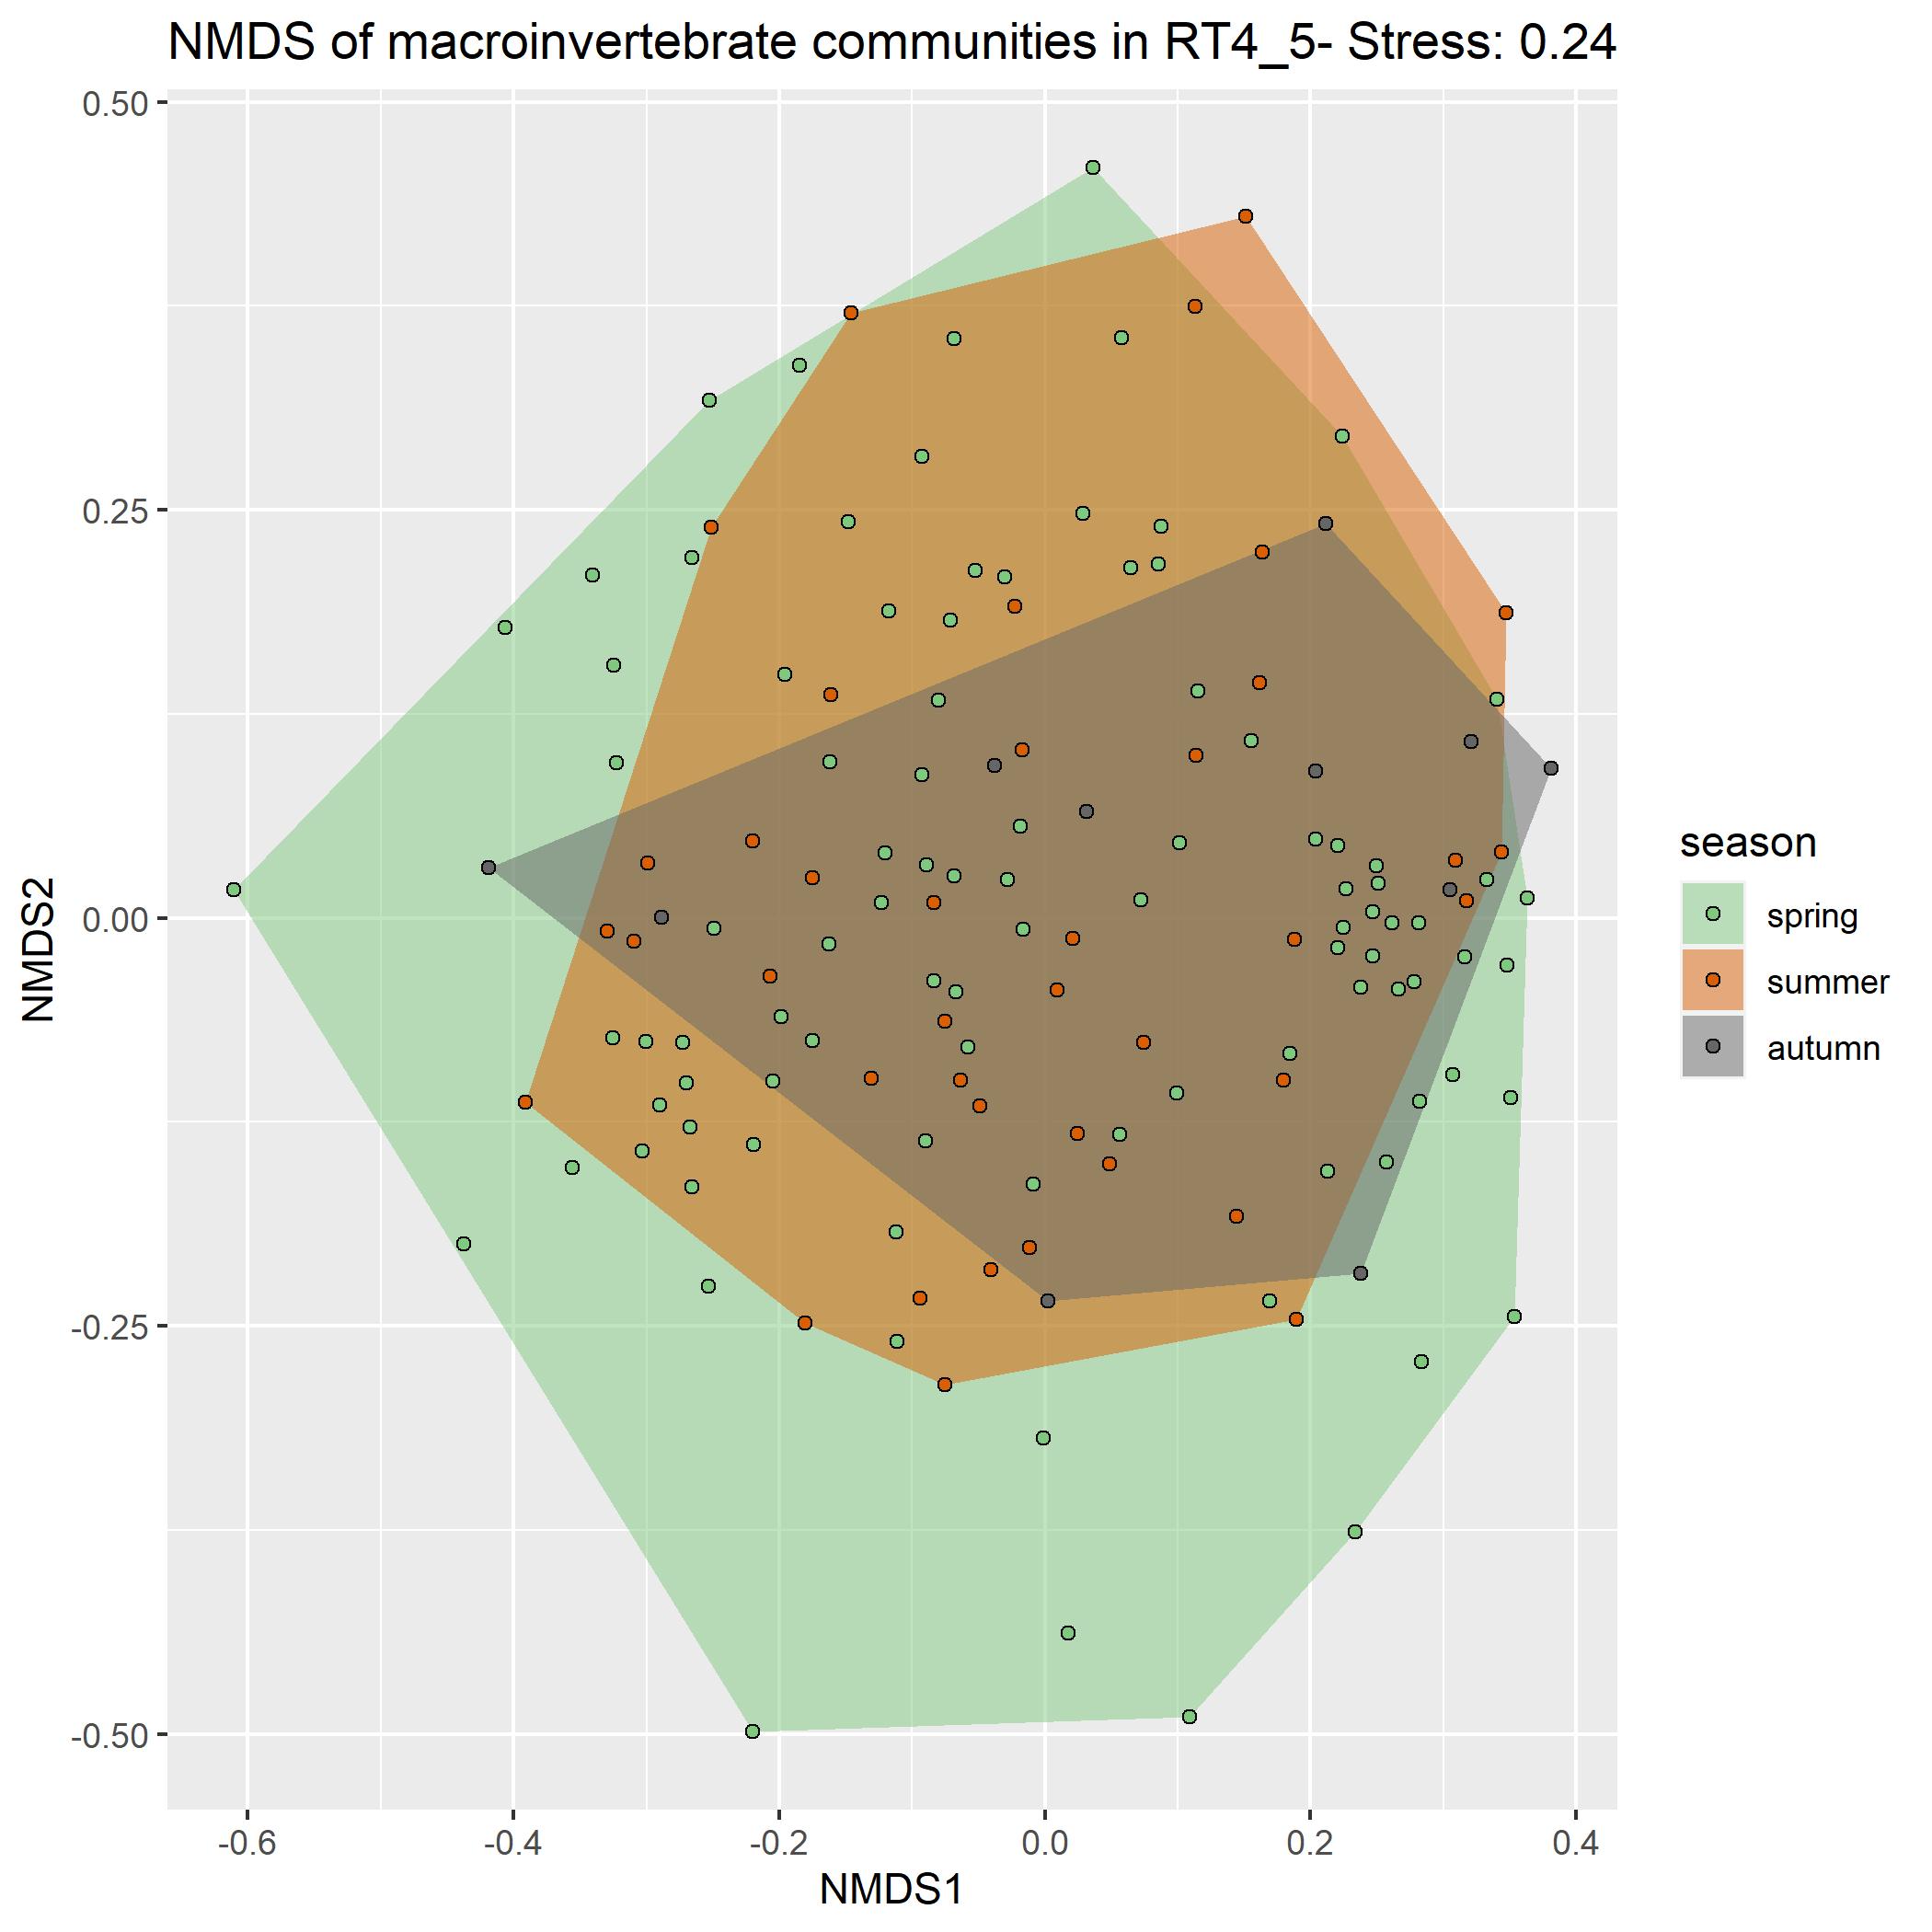 NMDS of macroinvertebrate communities in RT4_5- Stress: 0.24
0.50
0.25
0.00
-0.25
-0.50
NMDS2
-0.6 -0.4 -0.2 0.0 0.2 0.4
NMDS1
season
spring
summer
autumn